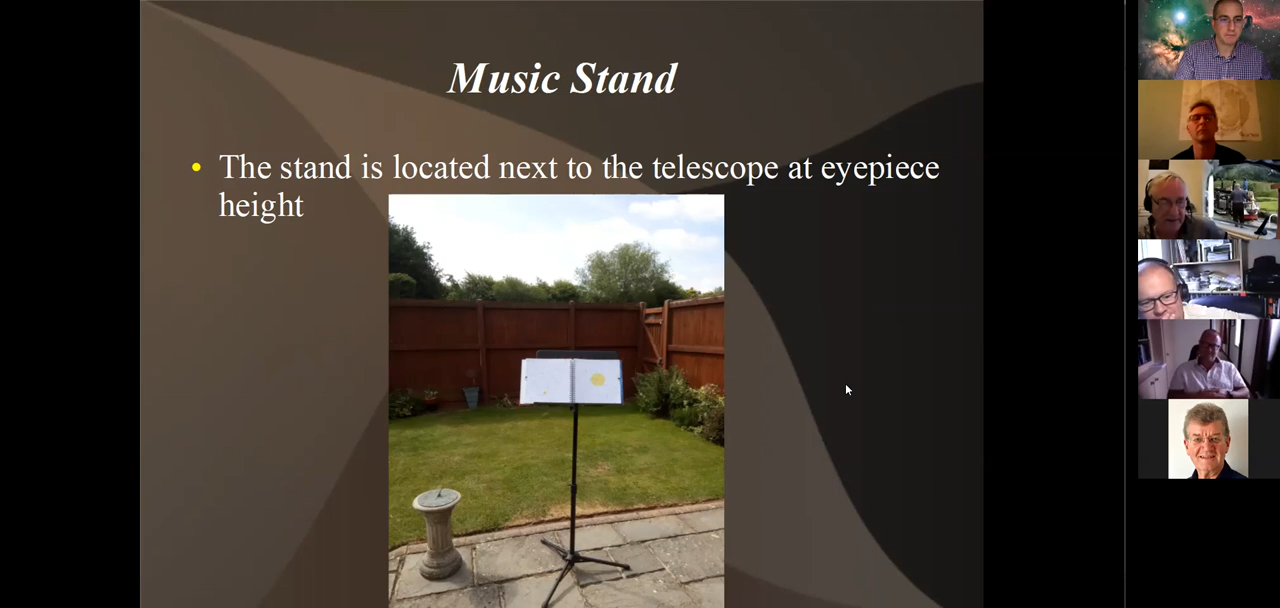 Music Stand
• The stand is located next to the telescope at eyepiece
height